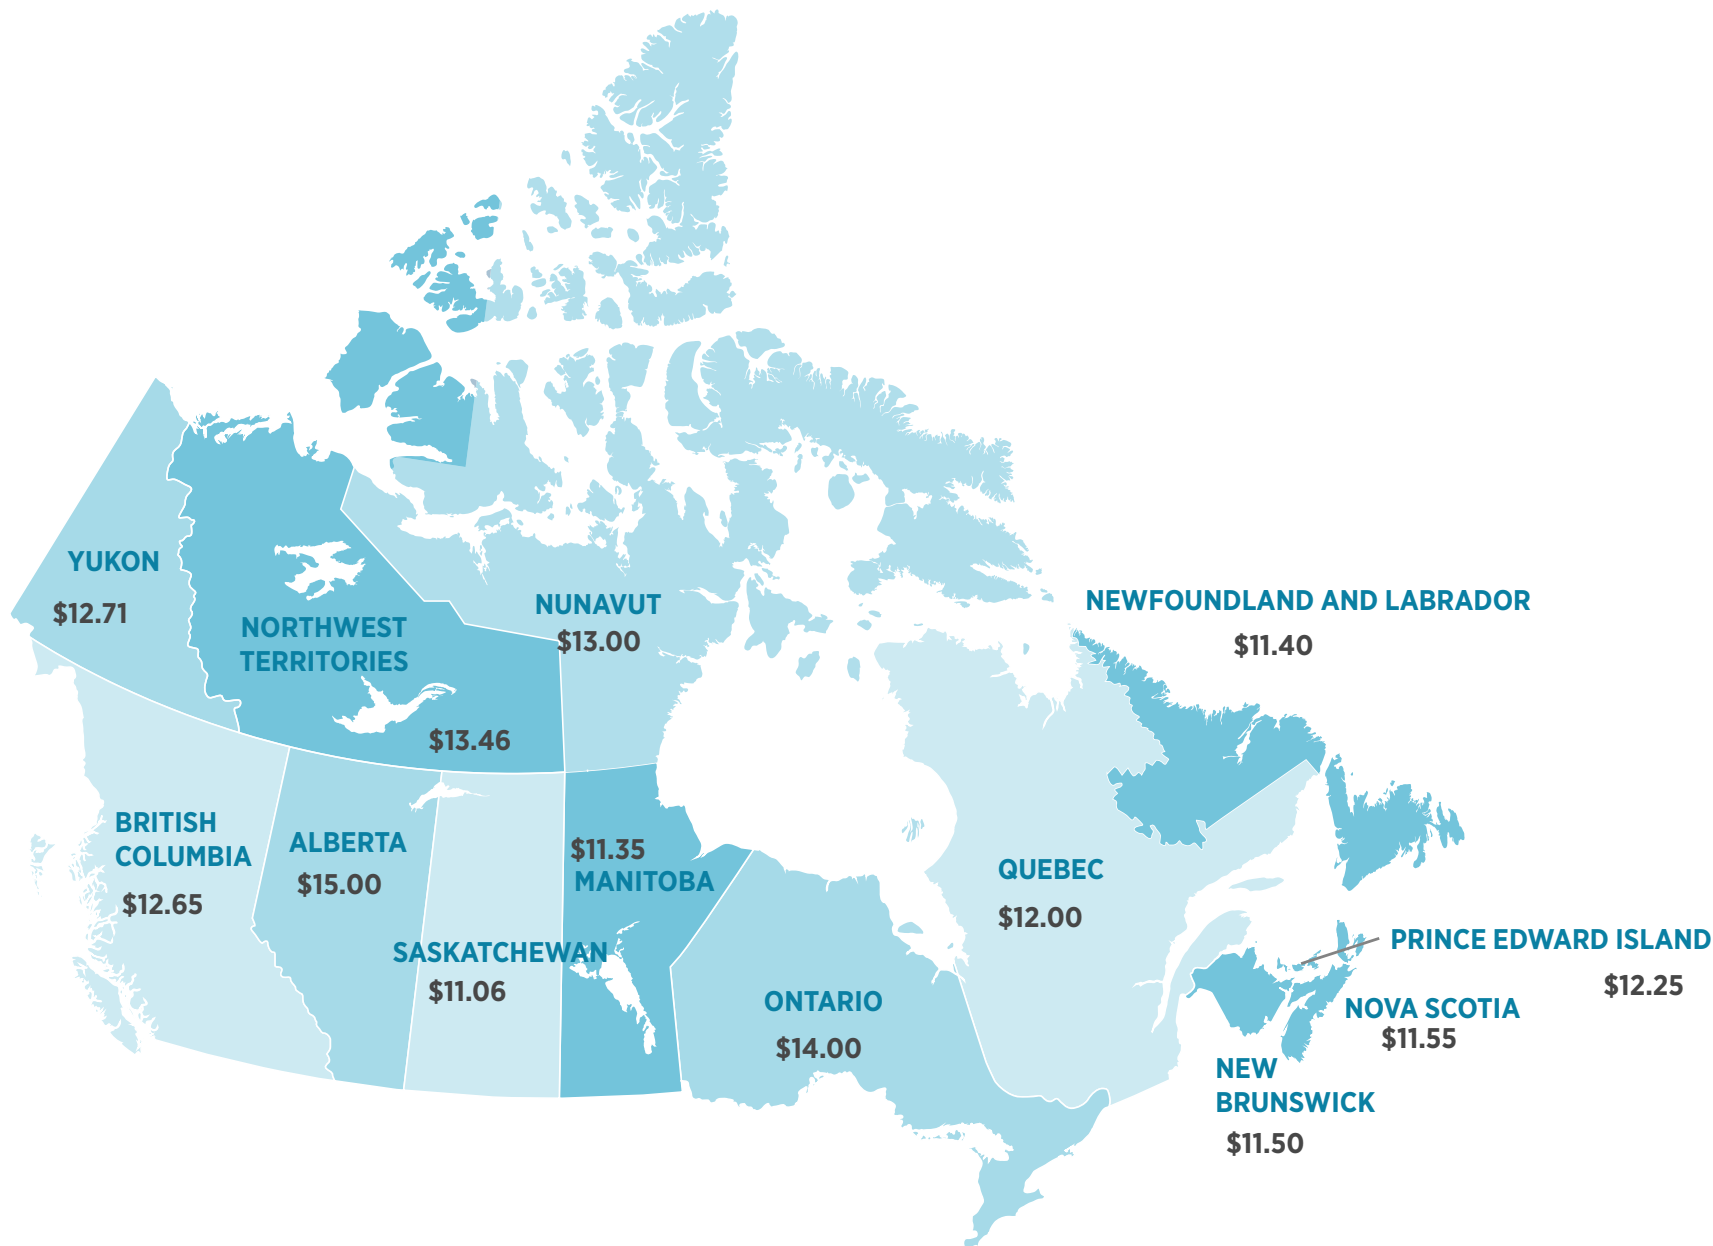 YUKON
$12.71
NORTHWEST
TERRITORIES
$13.46
NUNAVUT
$13.00
NEWFOUNDLAND AND LABRADOR
$11.40
BRITISH
COLUMBIA
$12.65
ALBERTA
$15.00
SASKATCHEWAN
$11.06
$11.35
MANITOBA
ONTARIO
$14.00
QUEBEC
$12.00
PRINCE EDWARD ISLAND
$12.25
NOVA SCOTIA
$11.55
NEW
BRUNSWICK
$11.50